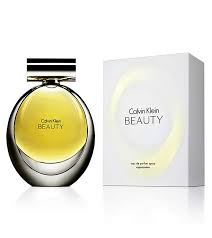 Calvin Klein
BEAUTY
Calvin Klein
BEAUTY
eau de parfum spray
vaporisateur